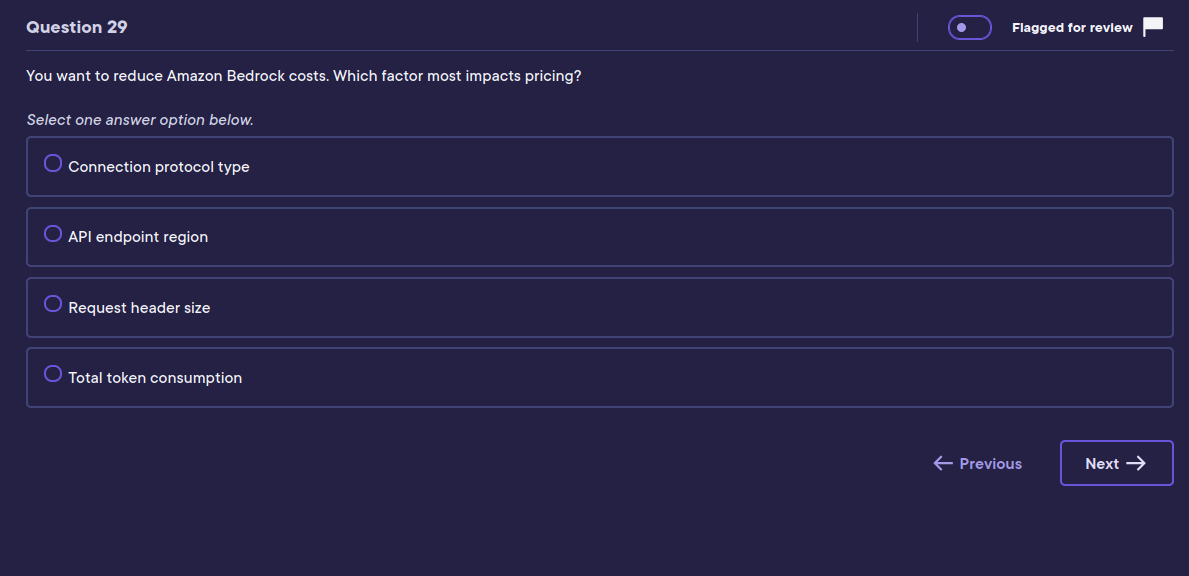 Question 29
Flagged for review
You want to reduce Amazon Bedrock costs. Which factor most impacts pricing?
Select one answer option below.
Connection protocol type
API endpoint region
Request header size
Total token consumption
Previous
Next